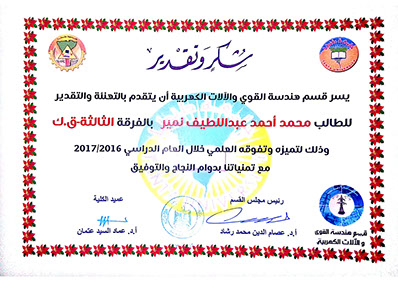 شكر وتقدير
يسر قسم هندسة القوي والآلات الكهربية أن يتقدم بالتهنئة والتقدير
للطالب محمد أحمد عبداللطيف نمير بالفرقة الثالثة-ق.ك
وذلك لتميزه وتفوقه العلمي خلال العام الدراسي 2017/2016
مع تمنياتنا بدوام النجاح والتوفيق
رئيس مجلس القسم
عميد الكلية
أ.د. عصام الدين محمد رشاد
أ.د. عماد السيد عثمان
قسم هندسة القوى
والآلات الكهربية